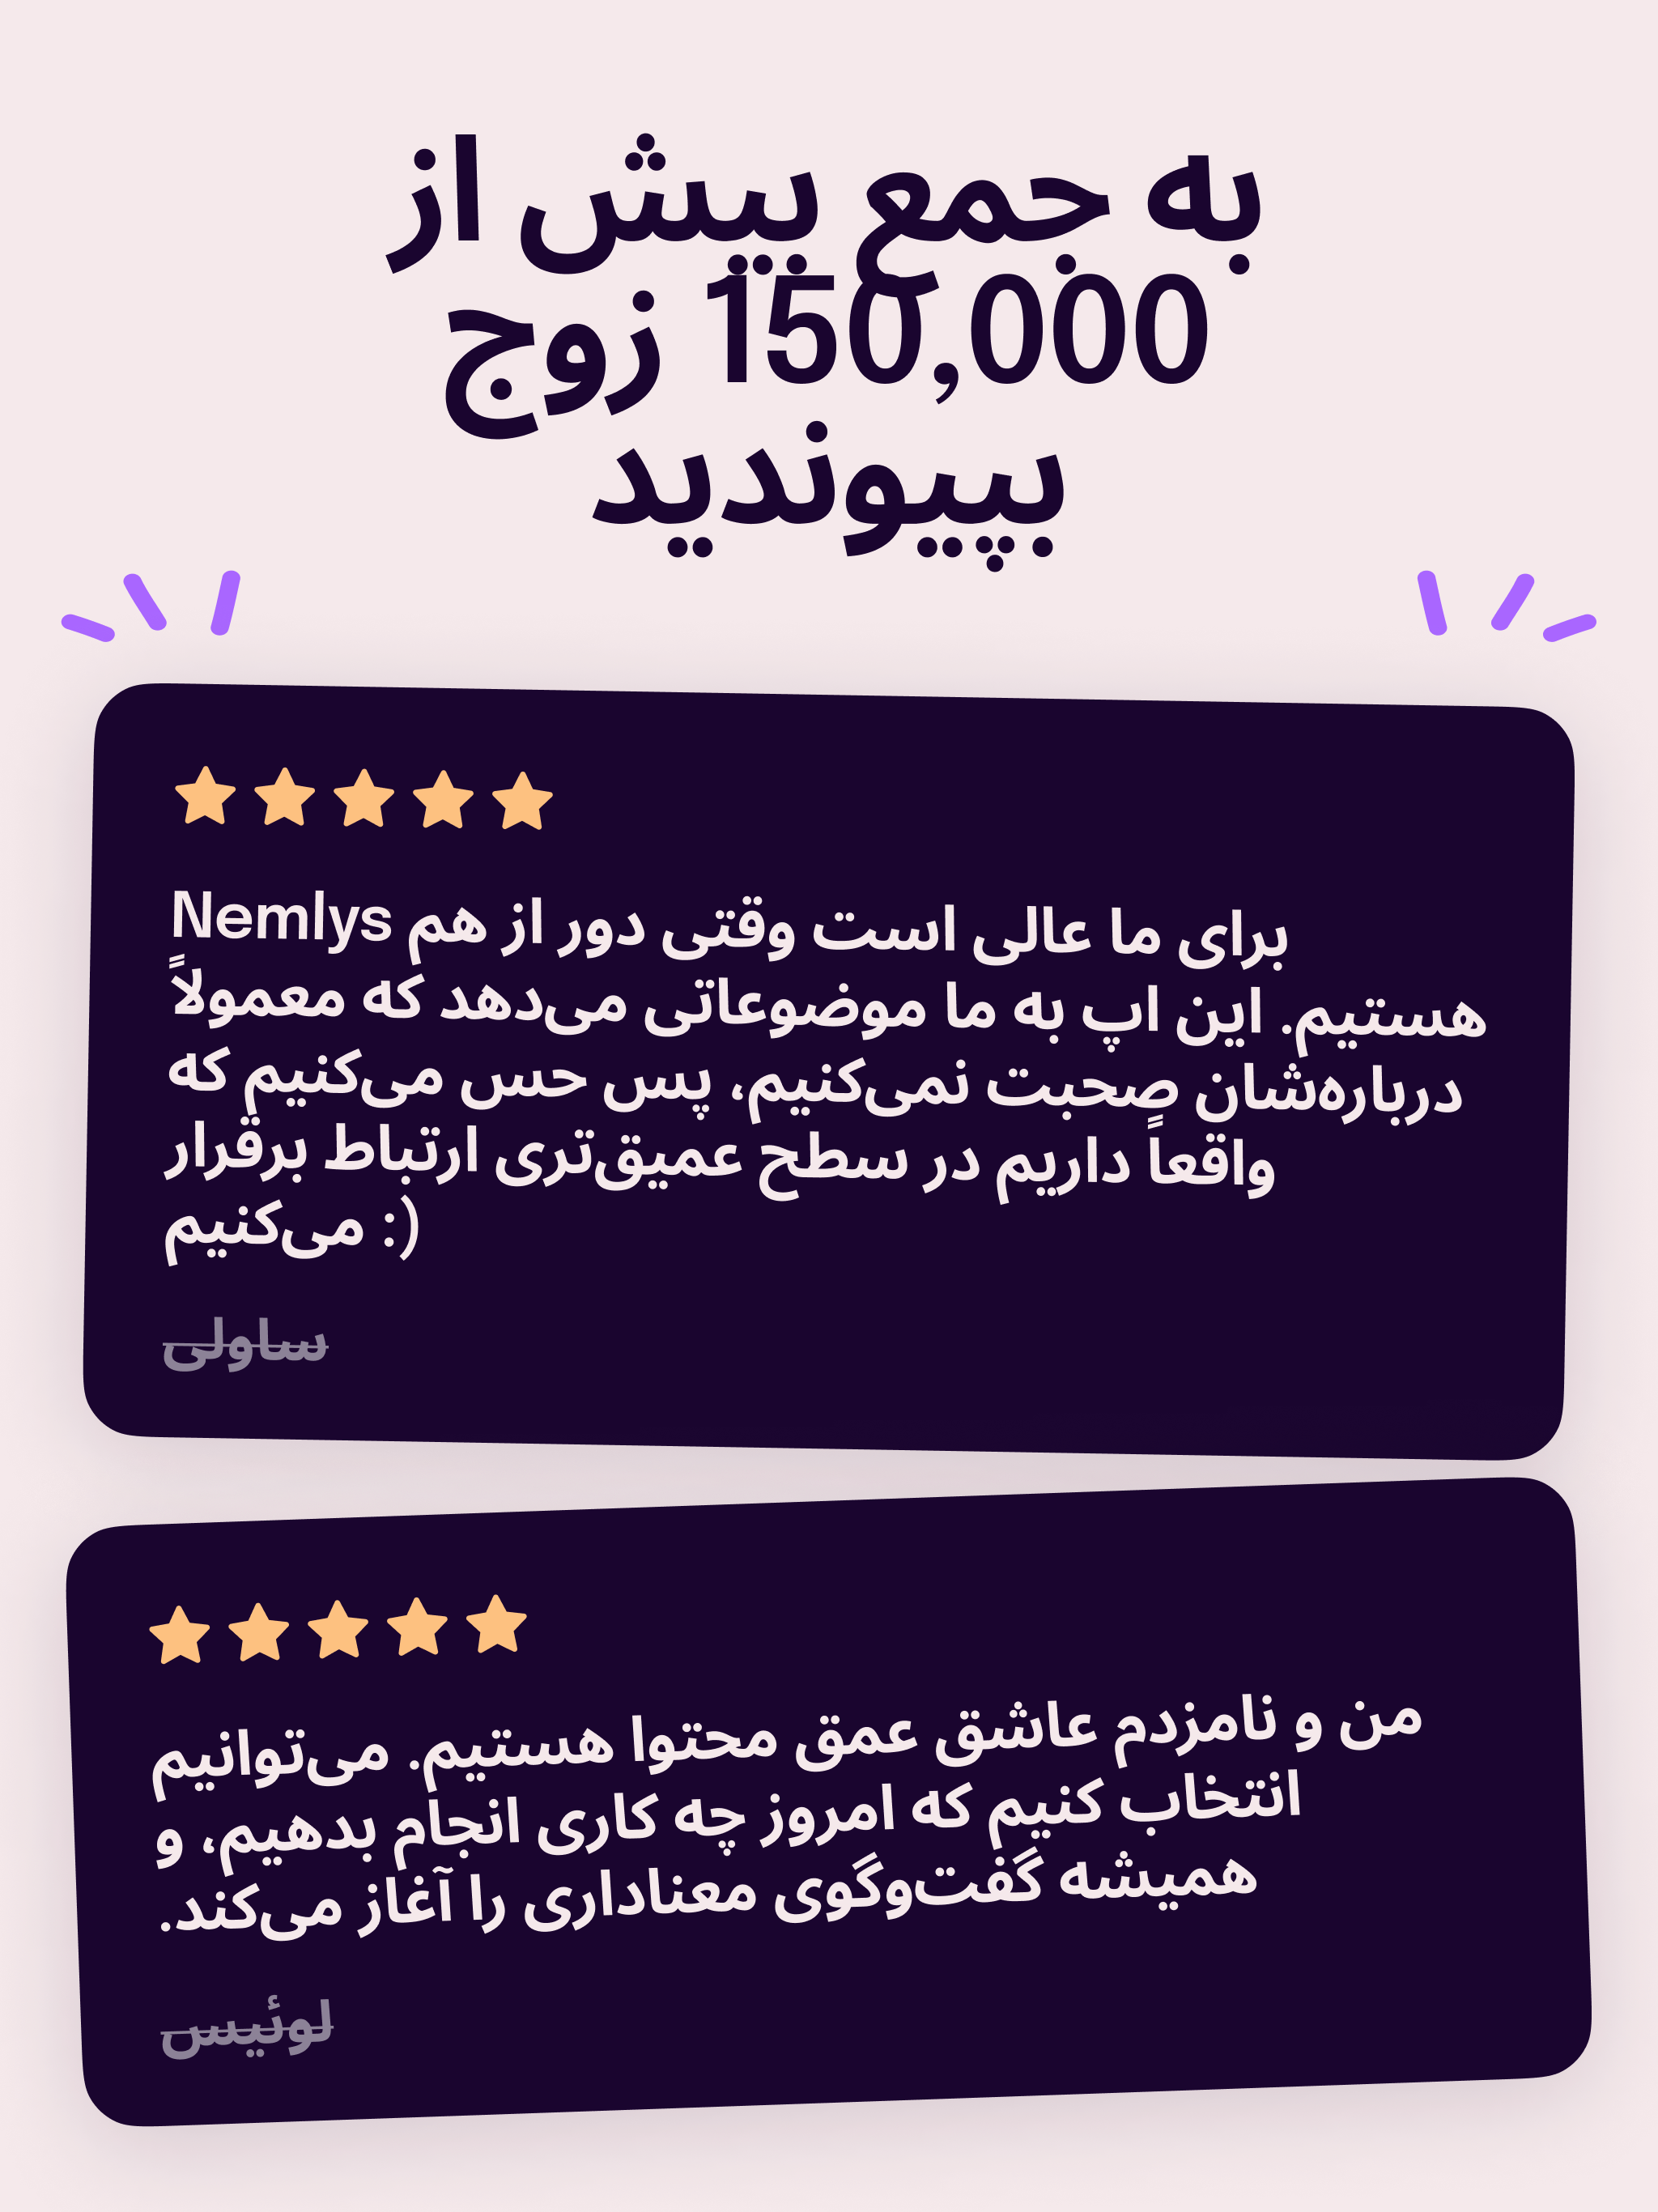 به جمع بیش از
150,000 زوج
بپیوندید
Nemlys برای ما عالی است وقتی دور از هم
هستیم. این اپ به ما موضوعاتی می‌دهد که معمولاً
درباره‌شان صحبت نمی‌کنیم، پس حس می‌کنیم که
واقعاً داریم در سطح عمیق‌تری ارتباط برقرار
می‌کنیم :)
ساولی
من و نامزدم عاشق عمق محتوا هستیم. می‌توانیم
انتخاب کنیم که امروز چه کاری انجام بدهیم، و
همیشه گفت‌وگوی معناداری را آغاز می‌کند.
لوئیس